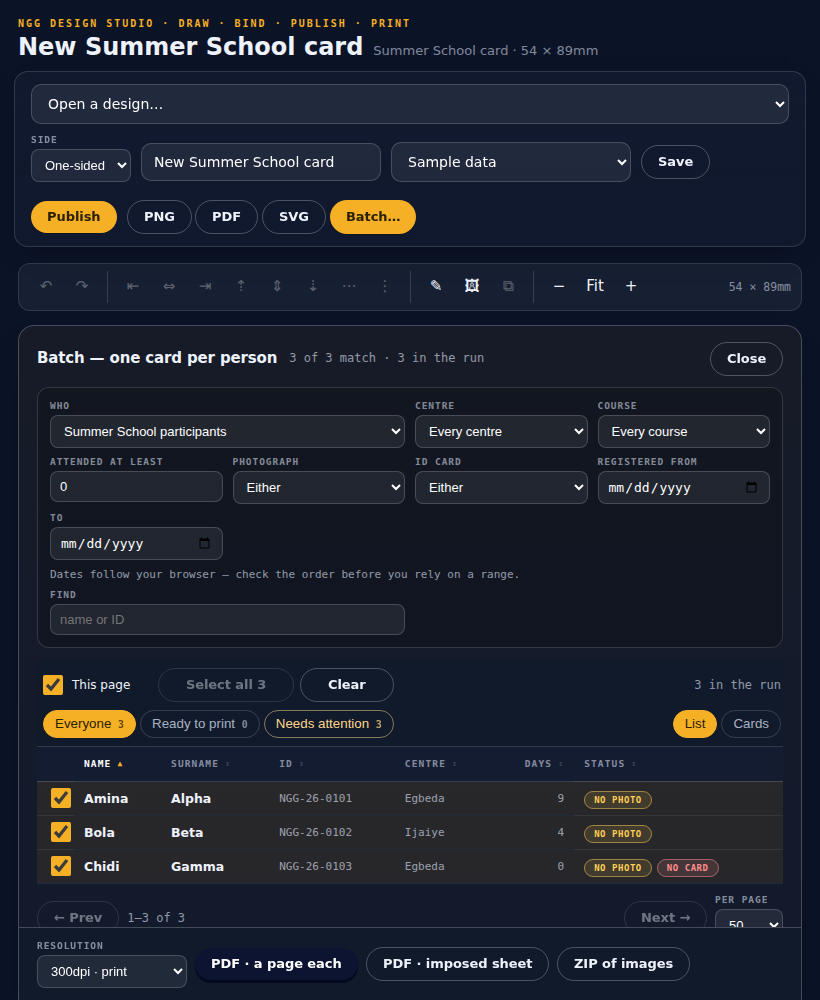 NGG DESIGN STUDIO · DRAW · BIND · PUBLISH · PRINT
New Summer School card Summer School card · 54 × 89mm
Open a design…
SIDE
One-sided New Summer School card Sample data Save
Publish PNG PDF SVG Batch…
− Fit + 54 × 89mm
Batch — one card per person 3 of 3 match · 3 in the run Close
WHO CENTRE COURSE
Summer School participants Every centre Every course
ATTENDED AT LEAST PHOTOGRAPH ID CARD REGISTERED FROM
0 Either Either mm/dd/yyyy
TO
mm/dd/yyyy
Dates follow your browser — check the order before you rely on a range.
FIND
name or ID
This page Select all 3 Clear 3 in the run
Everyone 3 Ready to print 0 Needs attention 3 List Cards
NAME ▲ SURNAME ID CENTRE DAYS STATUS
Amina Alpha NGG-26-0101 Egbeda 9 NO PHOTO
Bola Beta NGG-26-0102 Ijaiye 4 NO PHOTO
Chidi Gamma NGG-26-0103 Egbeda 0 NO PHOTO NO CARD
PER PAGE
← Prev 1–3 of 3 Next → 50
RESOLUTION
300dpi · print PDF · a page each PDF · imposed sheet ZIP of images